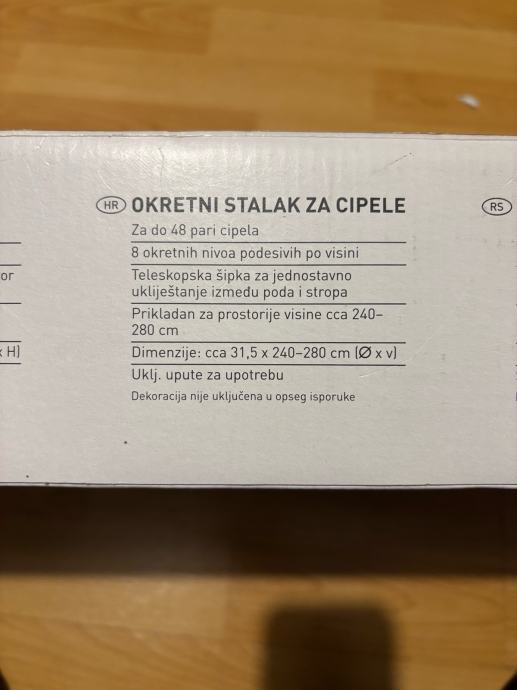 HR OKRETNI STALAK ZA CIPELE
Za do 48 pari cipela
8 okretnih nivoa podesivih po visini
Teleskopska šipka za jednostavno
ukliještanje između poda i stropa
Prikladan za prostorije visine cca 240–
280 cm
Dimenzije: cca 31,5 x 240–280 cm (Ø x v)
Uklj. upute za upotrebu
Dekoracija nije uključena u opseg isporuke
or
x H)
RS